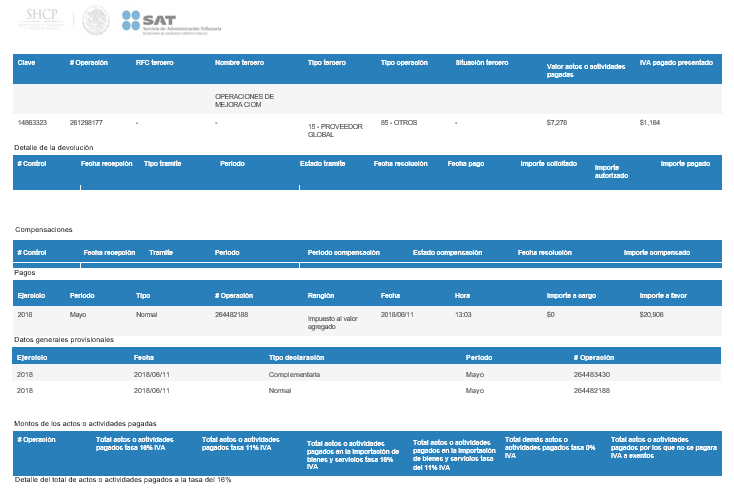 SHCP
SAT
Servicio de Administración Tributaria
Clave # Operación RFC tercero Nombre tercero Tipo tercero Tipo operación Situación tercero Valor actos o actividades pagadas IVA pagado presentado
OPERACIONES DE
MEJORA CIOM
14863323 261298177 - - 15 - PROVEEDOR GLOBAL 85 - OTROS - $7,278 $1,164
Detalle de la devolución
# Control Fecha recepción Tipo tramite Periodo Estado tramite Fecha resolución Fecha pago Importe solicitado Importe autorizado Importe pagado
Compensaciones
# Control Fecha recepción Tramite Periodo Periodo compensación Estado compensación Fecha resolución Importe compensado
Pagos
Ejercicio Periodo Tipo # Operación Renglón Fecha Hora Importe a cargo Importe a favor
2018 Mayo Normal 264482188 Impuesto al valor agregado 2018/06/11 13:03 $0 $20,906
Datos generales provisionales
Ejercicio Fecha Tipo declaración Periodo # Operación
2018 2018/06/11 Complementaria Mayo 264483430
2018 2018/06/11 Normal Mayo 264482188
Montos de los actos o actividades pagadas
# Operación Total actos o actividades pagados tasa 16% IVA Total actos o actividades pagados tasa 11% IVA Total actos o actividades pagados en la importación de bienes y servicios tasa 16% IVA Total actos o actividades pagados en la importación de bienes y servicios tasa del 11% IVA Total demás actos o actividades pagados tasa 0% IVA Total actos o actividades pagados por los que no se pagara IVA a exentos
Detalle del total de actos o actividades pagados a la tasa del 16%